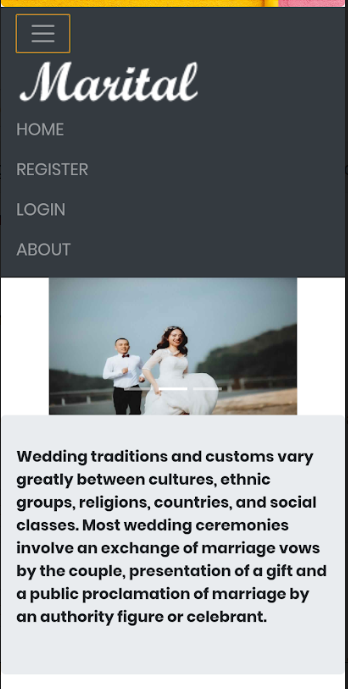 Marital
HOME
REGISTER
LOGIN
ABOUT
Wedding traditions and customs vary
greatly between cultures, ethnic
groups, religions, countries, and social
classes. Most wedding ceremonies
involve an exchange of marriage vows
by the couple, presentation of a gift and
a public proclamation of marriage by
an authority figure or celebrant.